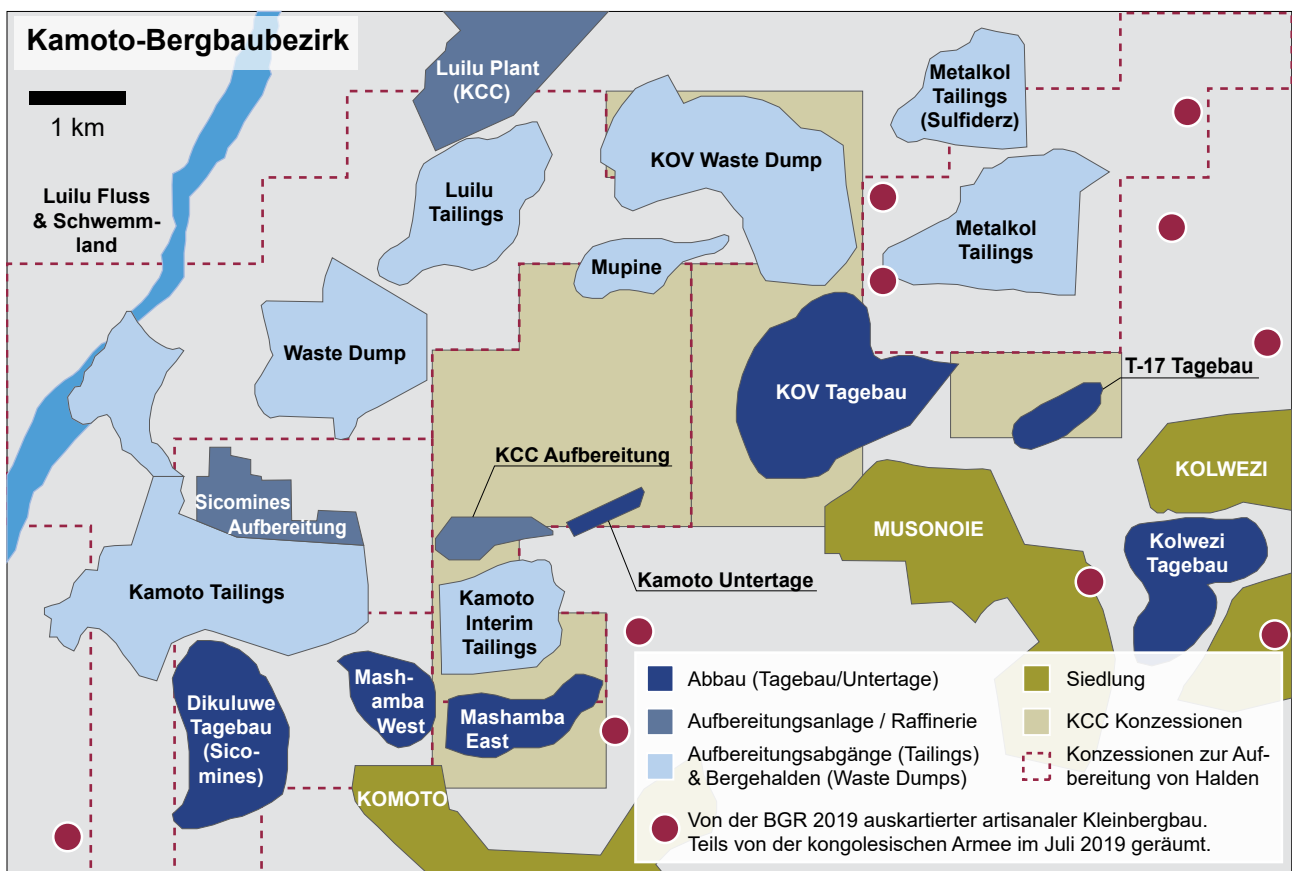 Kamoto-Bergbaubezirk
1 km
Luilu Plant
(KCC)
Metalkol
Tailings
(Sulfiderz)
KOV Waste Dump
Luilu Fluss
& Schwemm-
land
Luilu
Tailings
Metalkol
Tailings
Mupine
Waste Dump
KOV Tagebau
T-17 Tagebau
KCC Aufbereitung
KOLWEZI
Sicomines
Aufbereitung
MUSONOIE
Kolwezi
Tagebau
Kamoto Untertage
Kamoto Tailings
Kamoto
Interim
Tailings
Dikuluwe
Tagebau
(Sico-
mines)
Mash-
amba
West
Mashamba
East
KOMOTO
Abbau (Tagebau/Untertage)
Aufbereitungsanlage / Raffinerie
Aufbereitungsabgänge (Tailings)
& Bergehalden (Waste Dumps)
Siedlung
KCC Konzessionen
Konzessionen zur Auf-
bereitung von Halden
Von der BGR 2019 auskartierter artisanaler Kleinbergbau.
Teils von der kongolesischen Armee im Juli 2019 geräumt.